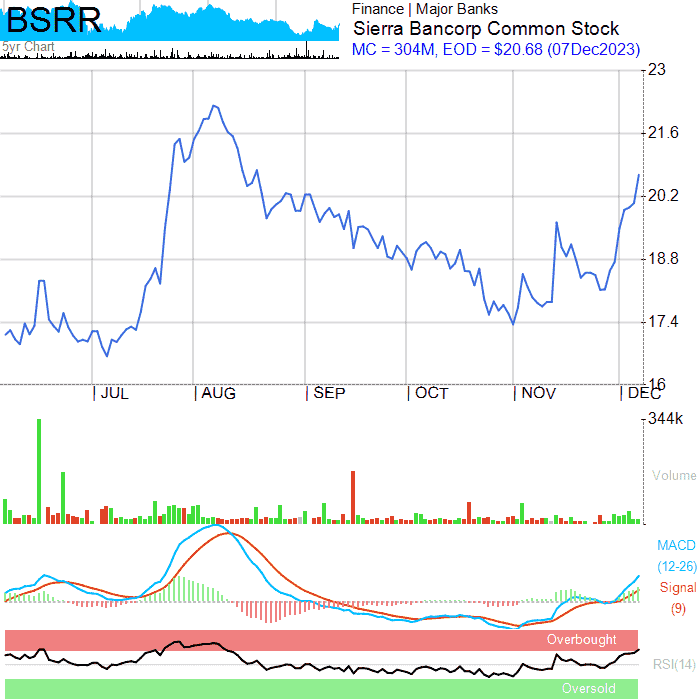 BSRR
5yr Chart
Finance | Major Banks
Sierra Bancorp Common Stock
MC = 304M, EOD = $20.68 (07Dec2023)
23
21.6
20.2
18.8
17.4
16
JUL AUG SEP OCT NOV DEC
344k
Volume
MACD
(12-26)
Signal
(9)
Overbought
RSI(14)
Oversold